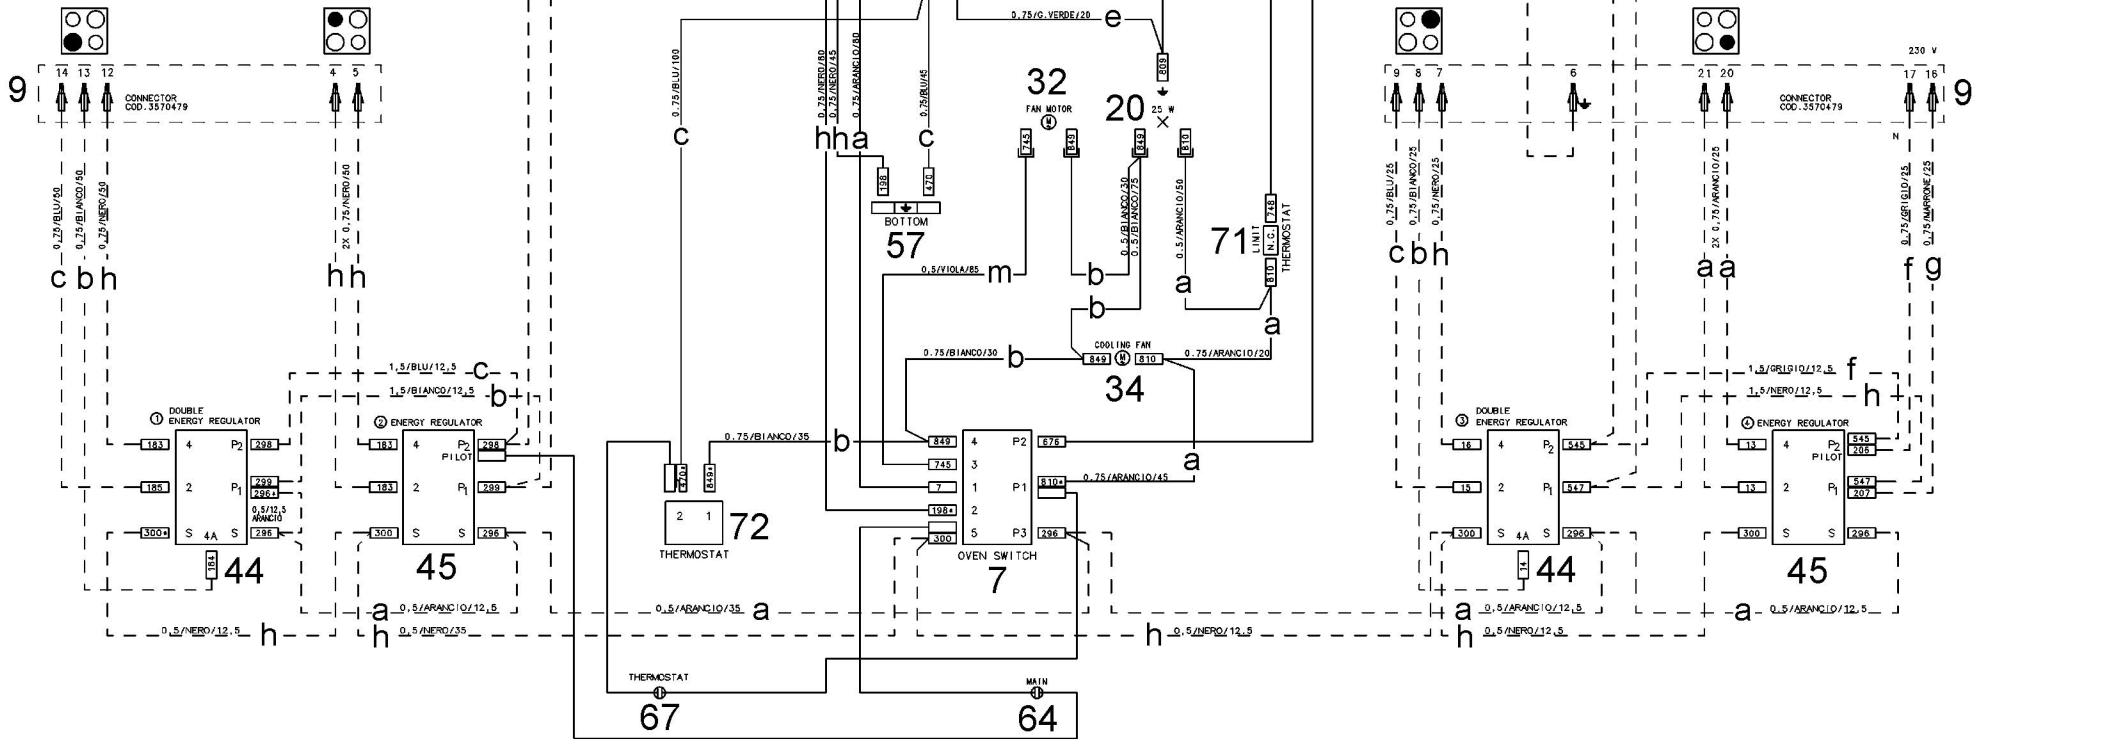 0.75/G.VERDE/20 e
230 V
14 13 12
4 5
9 8 7
6
21 20
17 16
9
CONNECTOR
COD.3570479
CONNECTOR
COD.3570479
9
N
0.75/BLU/100
0.75/NERO/60
0.75/NERO/45
0.75/ARANCIO/80
0.75/BLU/45
c h h a c
32
FAN MOTOR
M
20
25 W
809
745 849 849 810
198 470
BOTTOM
57
0.75/BLU/50
0.75/BIANCO/50
0.75/NERO/50
2X 0.75/NERO/50
c b h
h h
0.5/VIOLA/85 m
b
0.5/BIANCO/30
0.5/BIANCO/75
0.5/ARANCIO/50
a
b
71
748
LIMIT
N.C.
THERMOSTAT
810
a
0.75/BLU/25
0.75/BIANCO/25
0.75/NERO/25
2X 0.75/ARANCIO/25
0.75/GRIGIO/25
0.75/MARRONE/25
c b h
a a
f g
COOLING FAN
0.75/BIANCO/30 b
849 M 810
0.75/ARANCIO/20
34
1,5/BLU/12,5 c
1,5/BIANCO/12,5 b
1,5/GRIGIO/12,5 f
1,5/NERO/12,5 h
1 DOUBLE
ENERGY REGULATOR
183 4 P2 298
185 2 P1 299
296*
0,5/12,5
ARANCIO
300* S 4A S 296
184
44
2 ENERGY REGULATOR
183 4 P2 298
PILOT
183 2 P1 299
300 S S 296
45
0.75/BIANCO/35 b
470* 849*
2 1
THERMOSTAT
72
849 4 P2 676
745 3
7 1 P1 810*
0.75/ARANCIO/45
a
198* 2
5 P3 296
300
OVEN SWITCH
7
3 DOUBLE
ENERGY REGULATOR
16 4 P2 545
15 2 P1 547
300 S 4A S 296
14
44
4 ENERGY REGULATOR
13 4 P2 545
PILOT 206
13 2 P1 547
207
300 S S 296
45
a 0,5/ARANCIO/12,5
0,5/ARANCIO/35 a
a 0,5/ARANCIO/12,5
a 0,5/ARANCIO/12,5
0,5/NERO/12,5 h
h 0,5/NERO/35
h 0,5/NERO/12,5
h 0,5/NERO/12,5
THERMOSTAT
67
MAIN
64